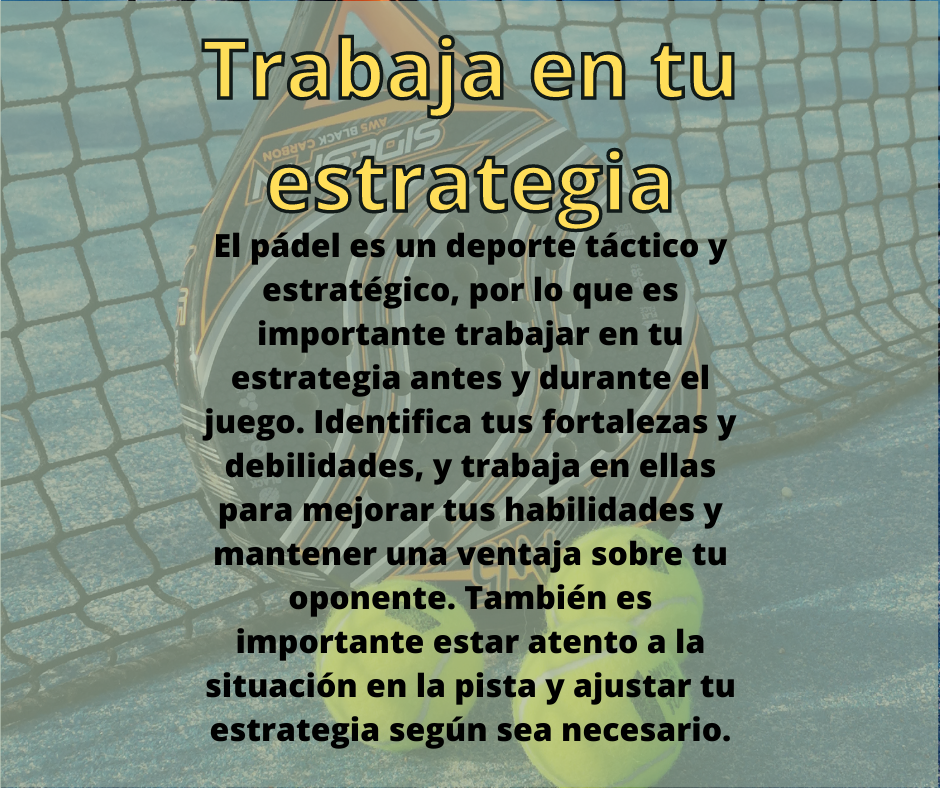 Trabaja en tu
estrategia
AWS BLACK CARBON
El pádel es un deporte táctico y
estratégico, por lo que es
importante trabajar en tu
estrategia antes y durante el
juego. Identifica tus fortalezas y
debilidades, y trabaja en ellas
para mejorar tus habilidades y
mantener una ventaja sobre tu
oponente. También es
importante estar atento a la
situación en la pista y ajustar tu
estrategia según sea necesario.